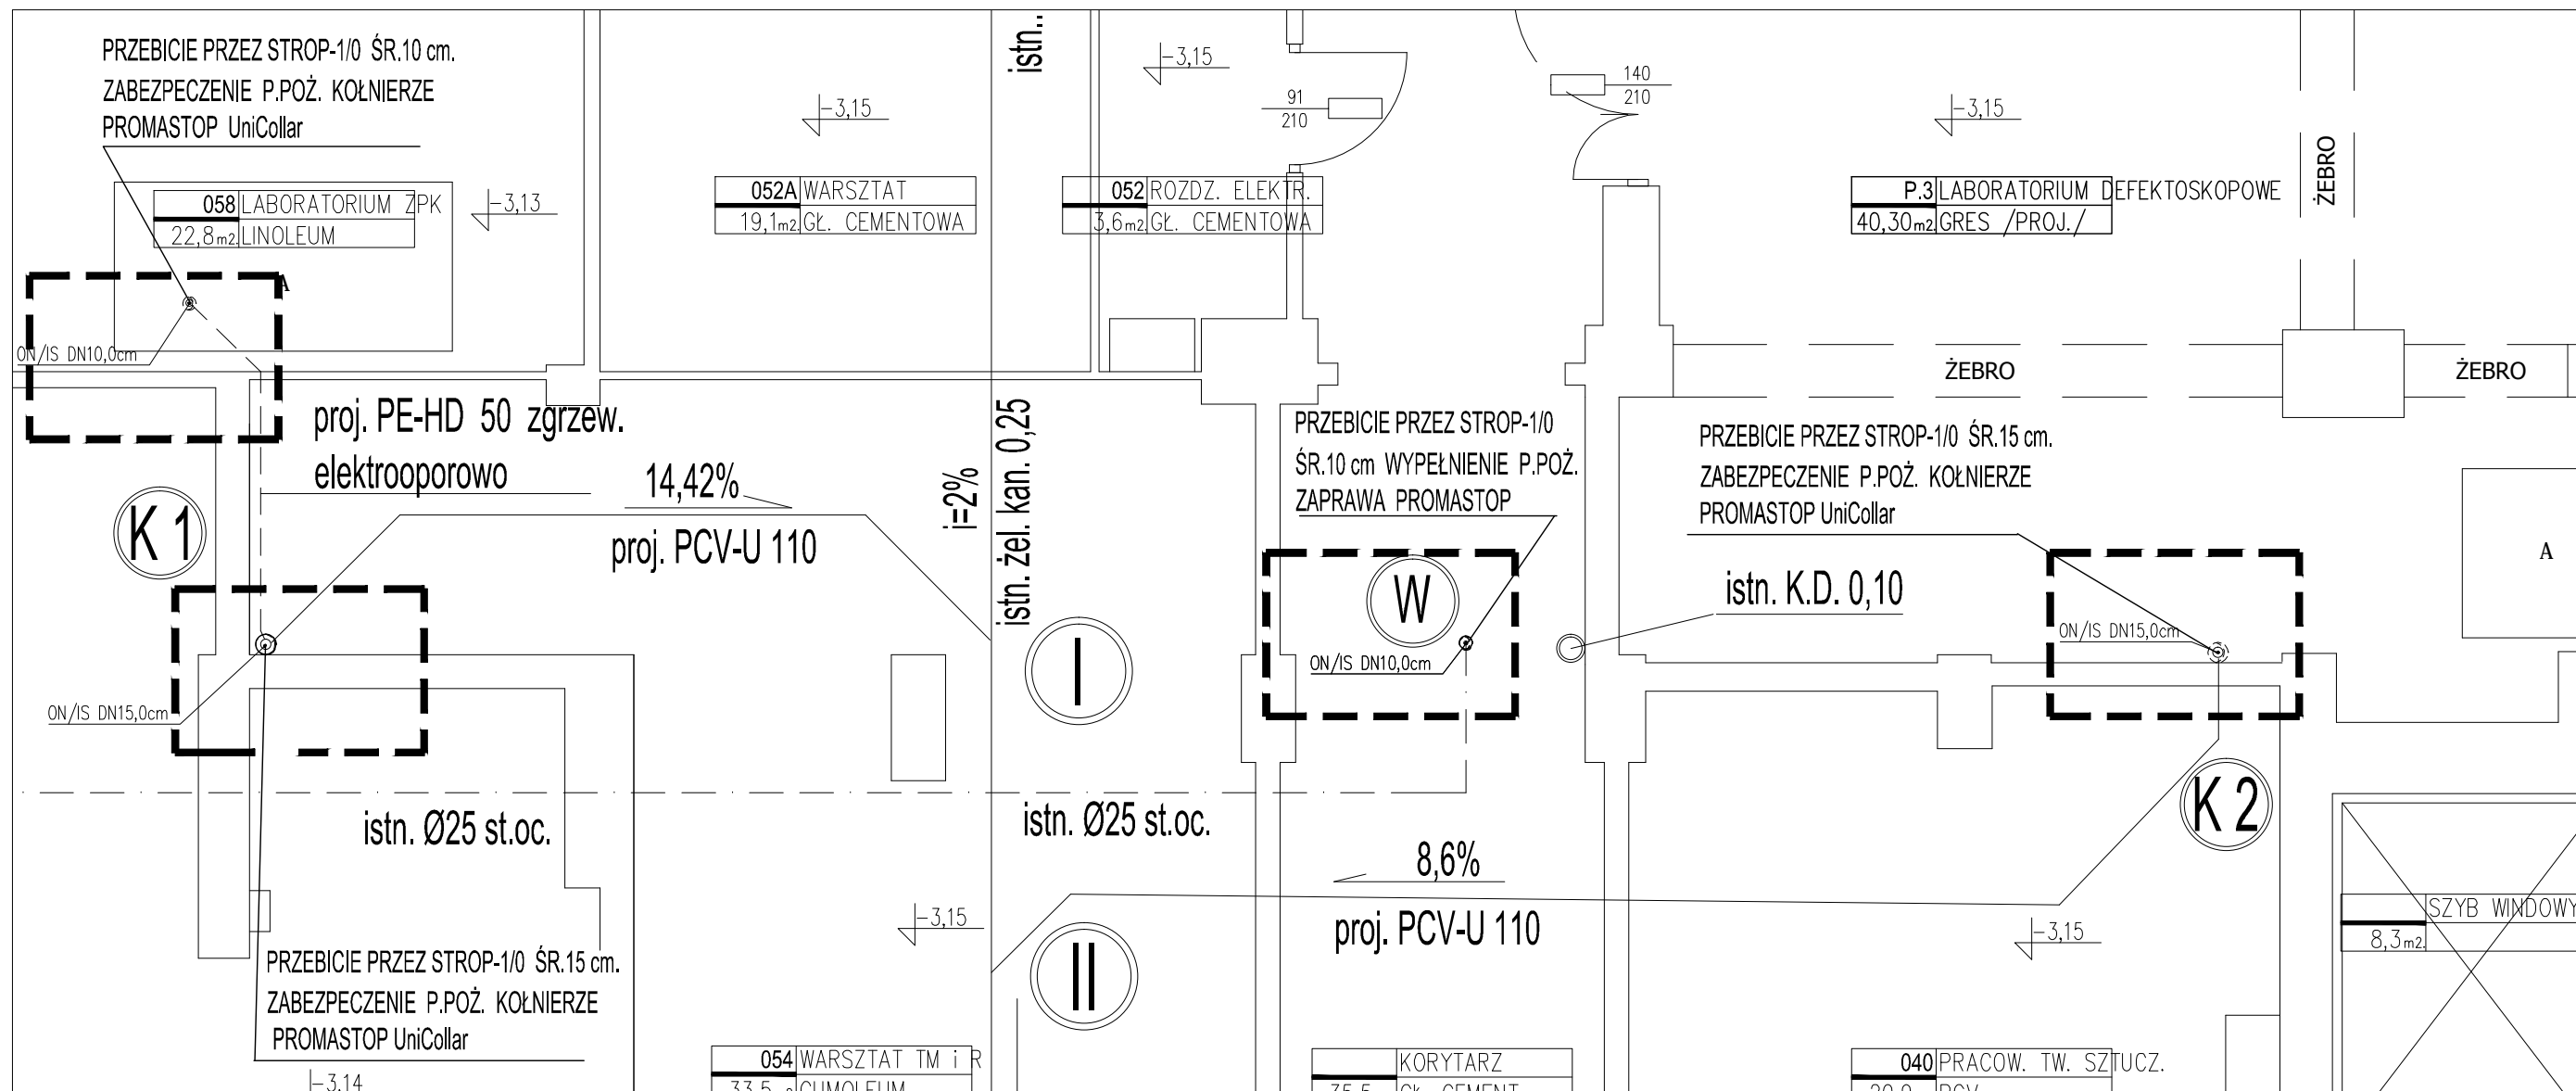 PRZEBICIE PRZEZ STROP-1/0 ŚR.10 cm.
ZABEZPECZENIE P.POŻ. KOŁNIERZE
PROMASTOP UniCollar
058 LABORATORIUM ZPK
22,8m2. LINOLEUM
-3,13
A
ON/IS DN10,0cm
-3,15
052A WARSZTAT
19,1m2. GŁ. CEMENTOWA
istn..
-3,15
052 ROZDZ. ELEKTR.
3,6m2. GŁ. CEMENTOWA
91
210
140
210
-3,15
P.3 LABORATORIUM DEFEKTOSKOPOWE
40,30m2. GRES /PROJ./
ŻEBRO
ŻEBRO
ŻEBRO
proj. PE-HD 50 zgrzew.
elektrooporowo
K 1
14,42%
proj. PCV-U 110
i=2%
istn. żel. kan. 0,25
PRZEBICIE PRZEZ STROP-1/0
ŚR.10 cm WYPEŁNIENIE P.POŻ.
ZAPRAWA PROMASTOP
W
ON/IS DN10,0cm
PRZEBICIE PRZEZ STROP-1/0 ŚR.15 cm.
ZABEZPECZENIE P.POŻ. KOŁNIERZE
PROMASTOP UniCollar
istn. K.D. 0,10
ON/IS DN15,0cm
A
I
ON/IS DN15,0cm
istn. Ø25 st.oc.
istn. Ø25 st.oc.
K 2
8,6%
proj. PCV-U 110
-3,15
-3,15
SZYB WINDOWY
8,3m2.
II
PRZEBICIE PRZEZ STROP-1/0 ŚR.15 cm.
ZABEZPECZENIE P.POŻ. KOŁNIERZE
PROMASTOP UniCollar
-3,14
054 WARSZTAT TM i R
KORYTARZ
040 PRACOW. TW. SZTUCZ.